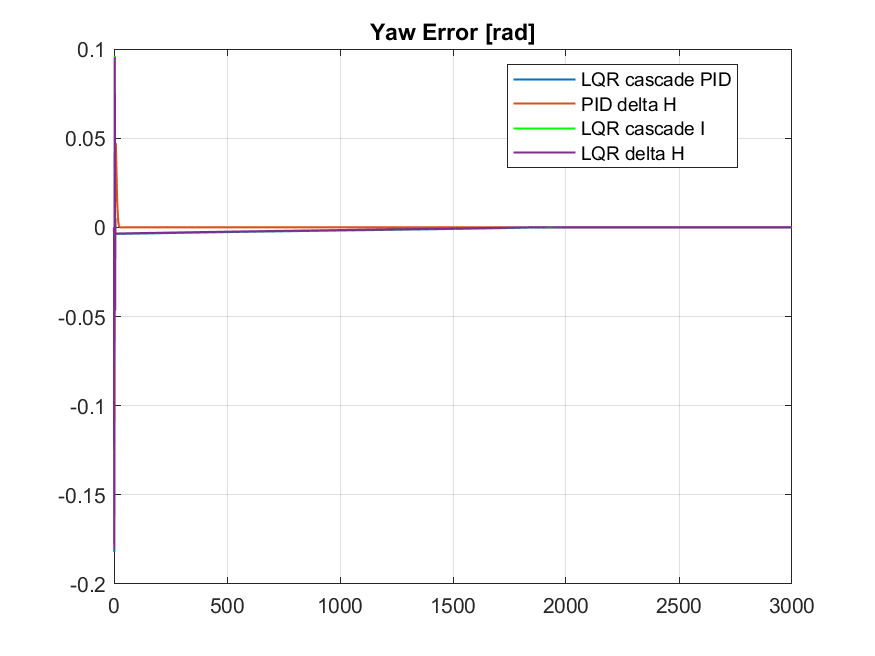 Yaw Error [rad]
0.1
0.05
0
-0.05
-0.1
-0.15
-0.2
LQR cascade PID
PID delta H
LQR cascade I
LQR delta H
0 500 1000 1500 2000 2500 3000